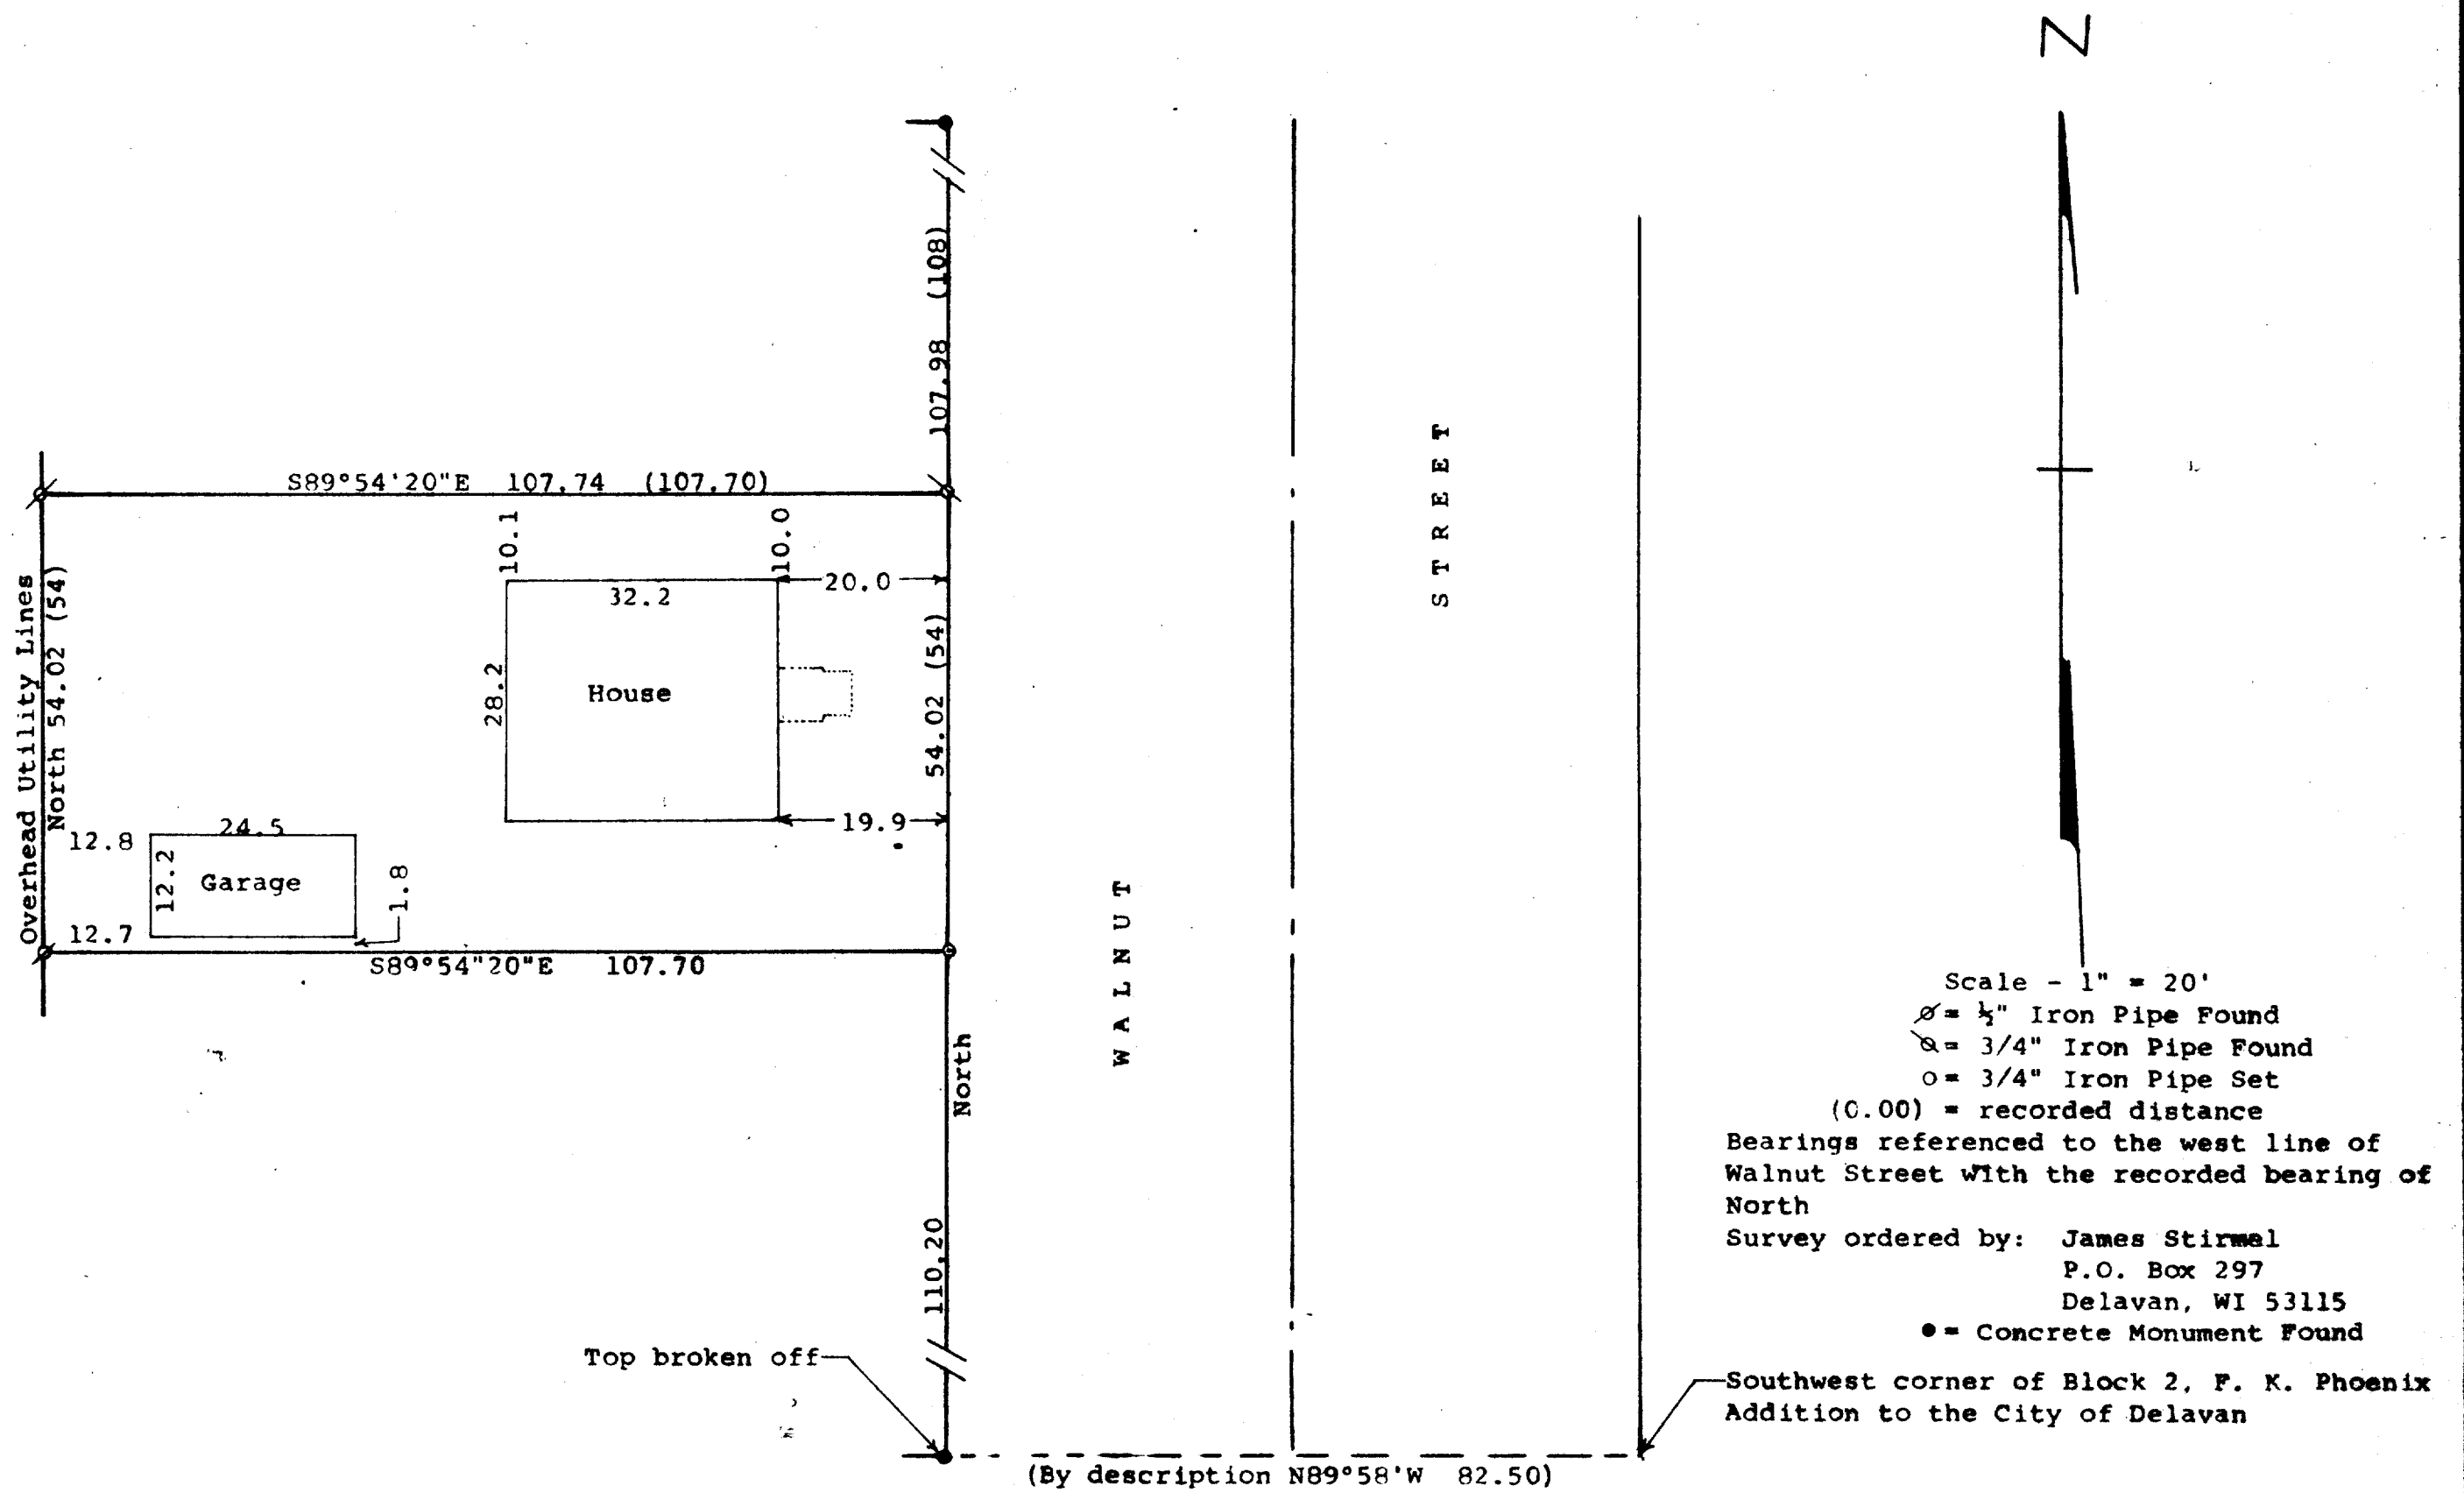 N
107.98 (108)
S89°54'20"E 107.74 (107.70)
10.1
10.0
20.0
32.2
Overhead Utility Lines
North 54.02 (54)
28.2
House
54.02 (54)
19.9
24.5
12.8
12.2
Garage
1.8
12.7
S89°54"20"E 107.70
WALNUT
STREET
North
110.20
Top broken off
(By description N89°58'W 82.50)
Scale - 1" = 20'
ø= ½" Iron Pipe Found
= 3/4" Iron Pipe Found
o= 3/4" Iron Pipe Set
(0.00) = recorded distance
Bearings referenced to the west line of
Walnut Street with the recorded bearing of
North
Survey ordered by: James Stirmel
P.O. Box 297
Delavan, WI 53115
●= Concrete Monument Found
Southwest corner of Block 2, F. K. Phoenix
Addition to the City of Delavan